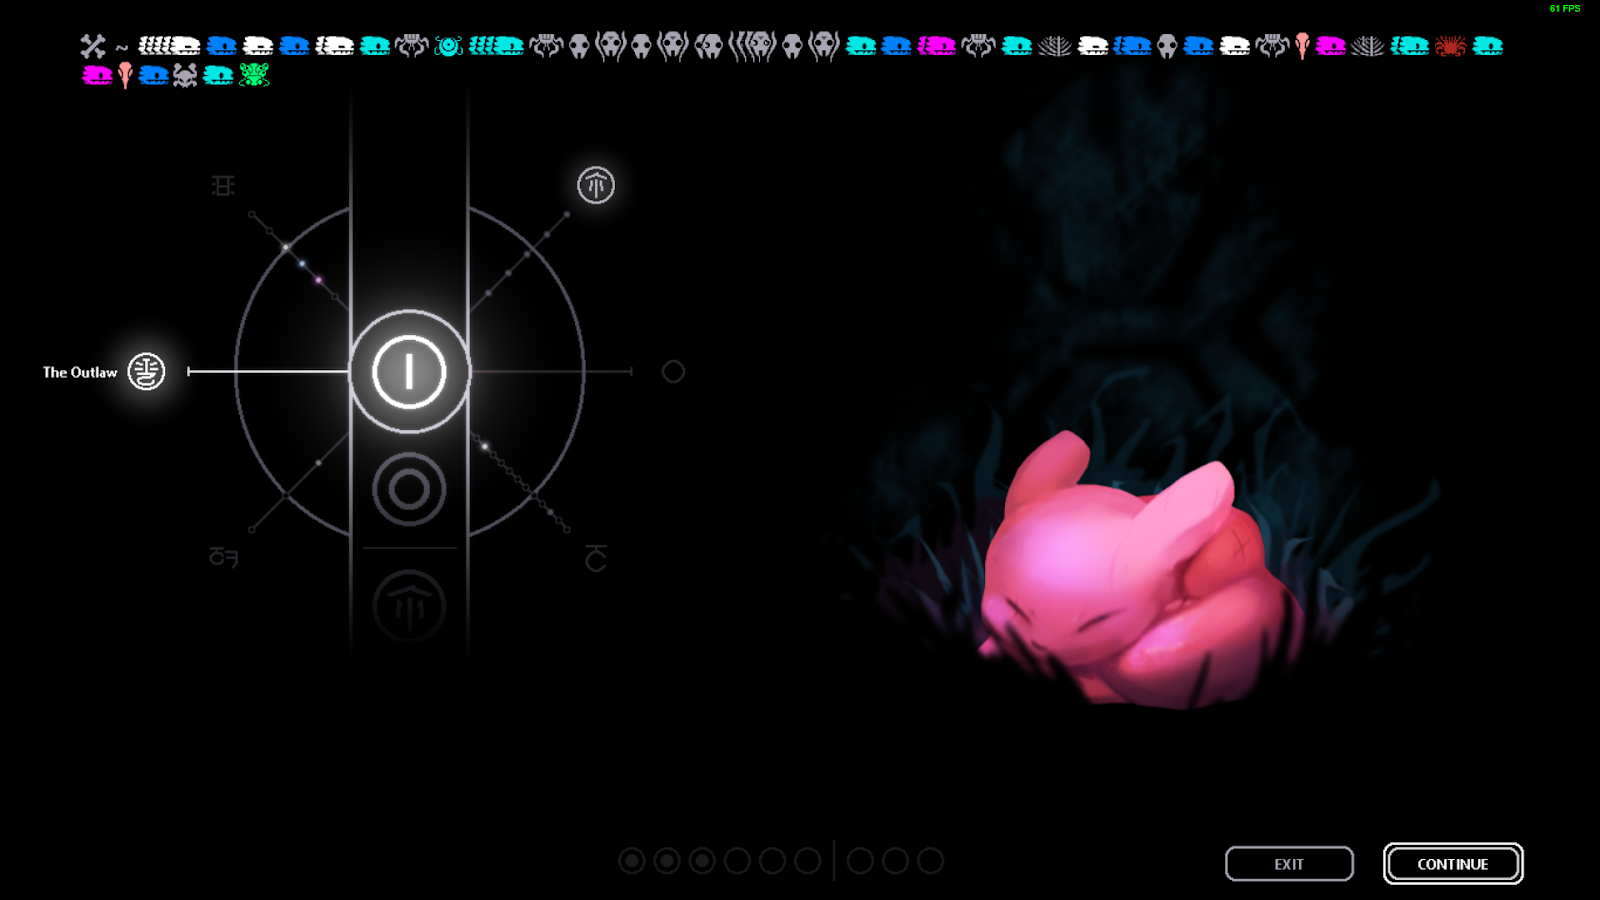 61 FPS
~
The Outlaw
I
EXIT
CONTINUE